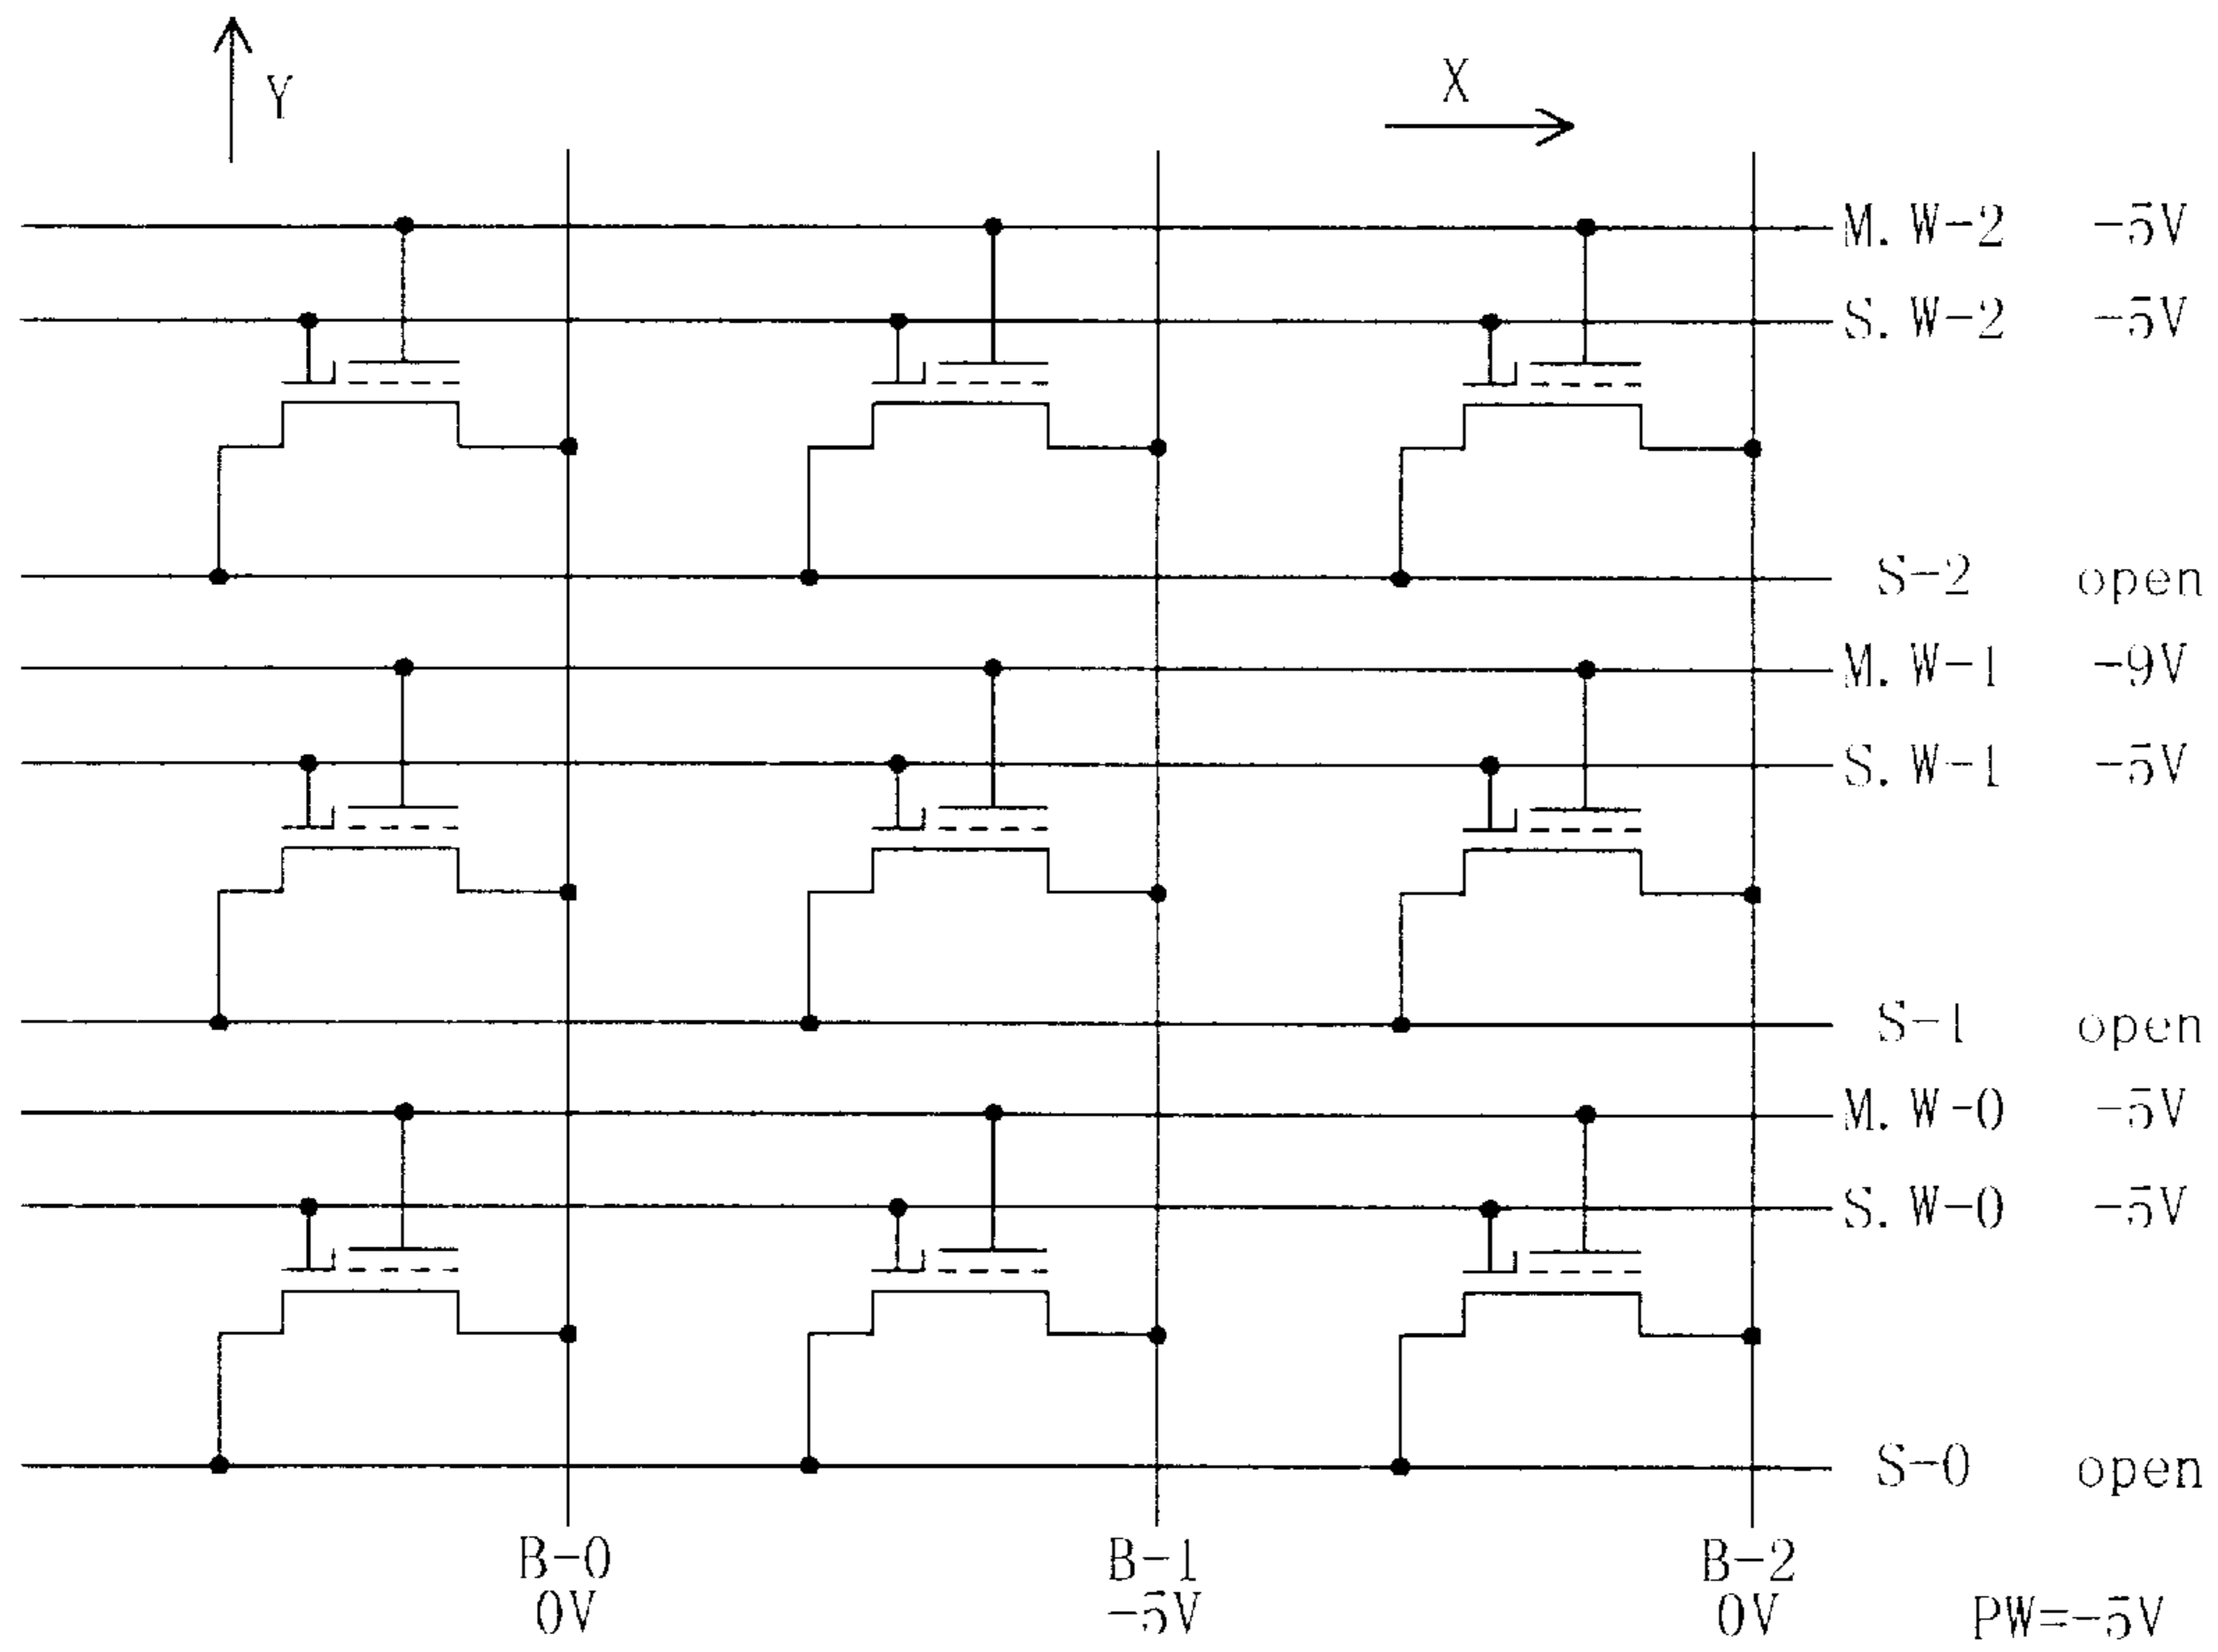 Y
X
M. W-2 -5V
S. W-2 -5V
S-2 open
M. W-1 -9V
S. W-1 -5V
S-1 open
M. W-0 -5V
S. W-0 -5V
S-0 open
B-0 B-1 B-2
0V -5V 0V PW=-5V